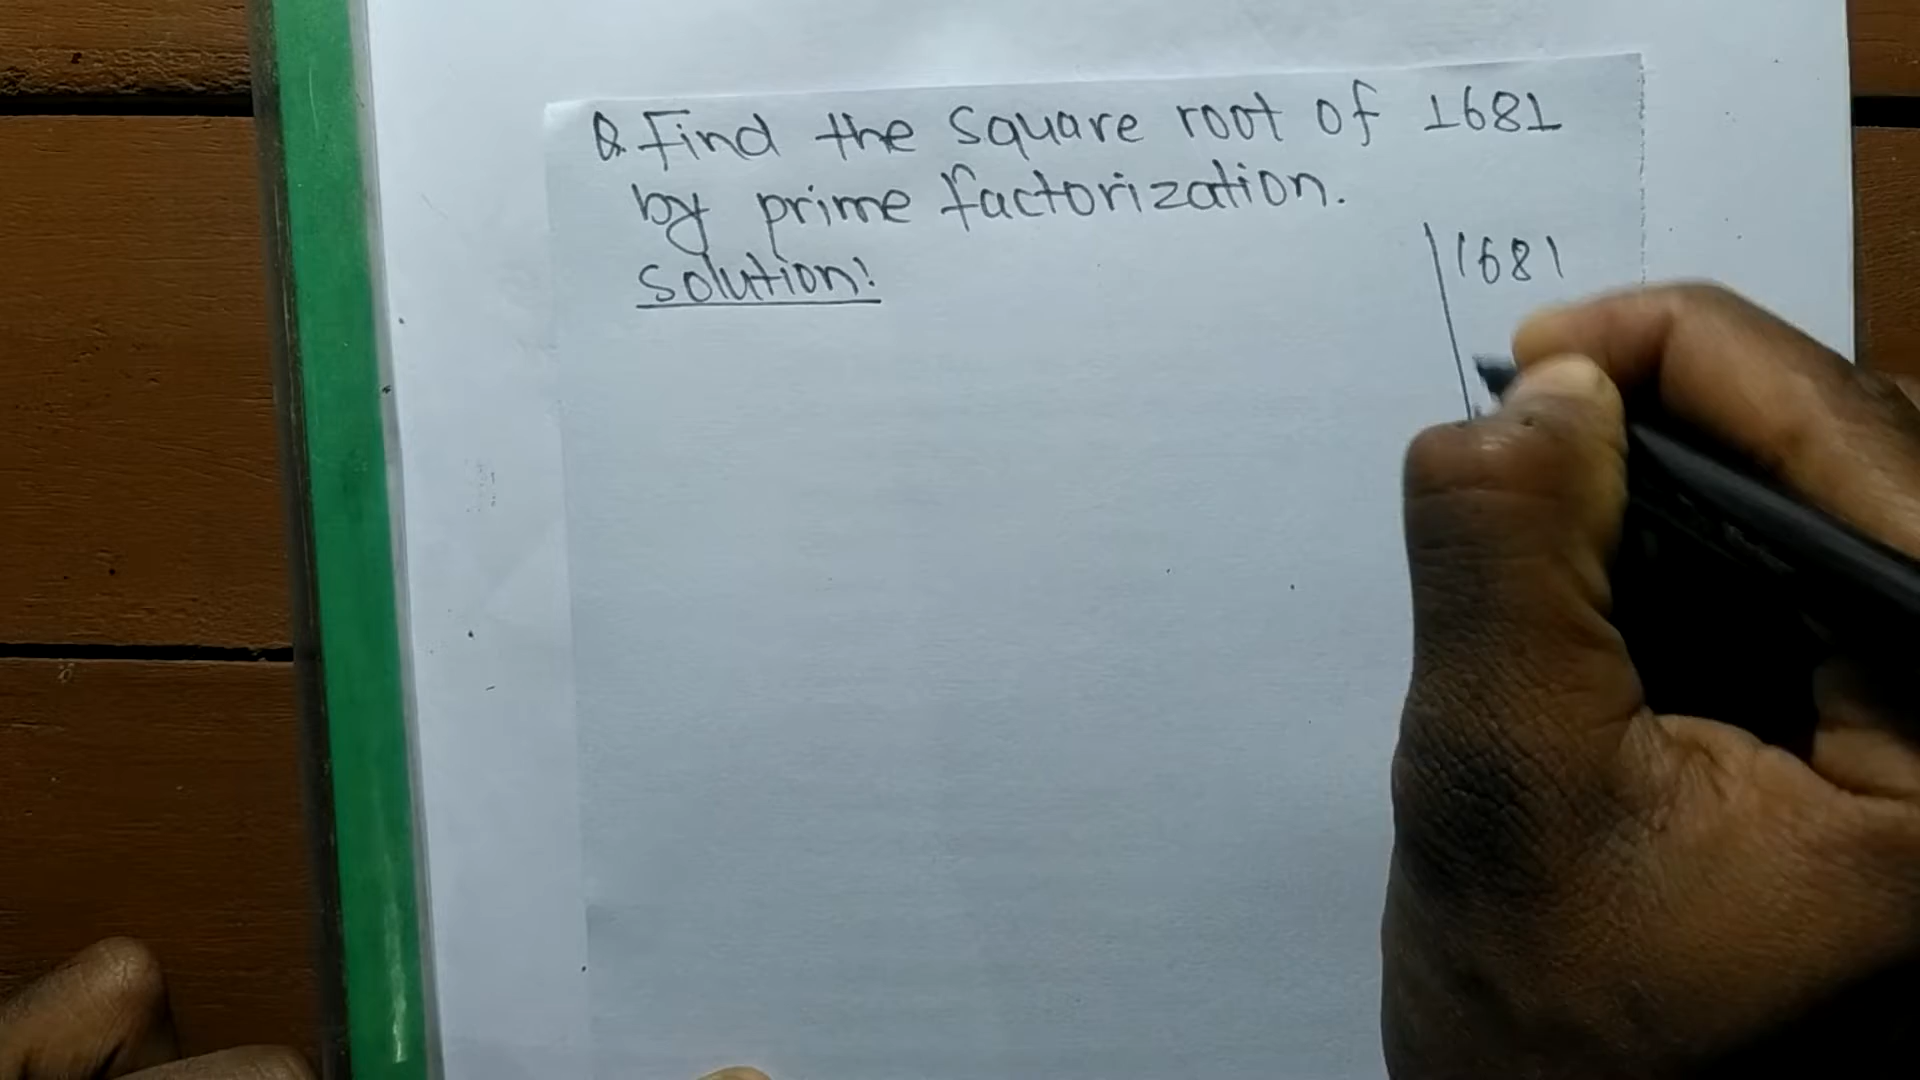 Q. Find the square root of 1681
by prime factorization.
Solution:
1681